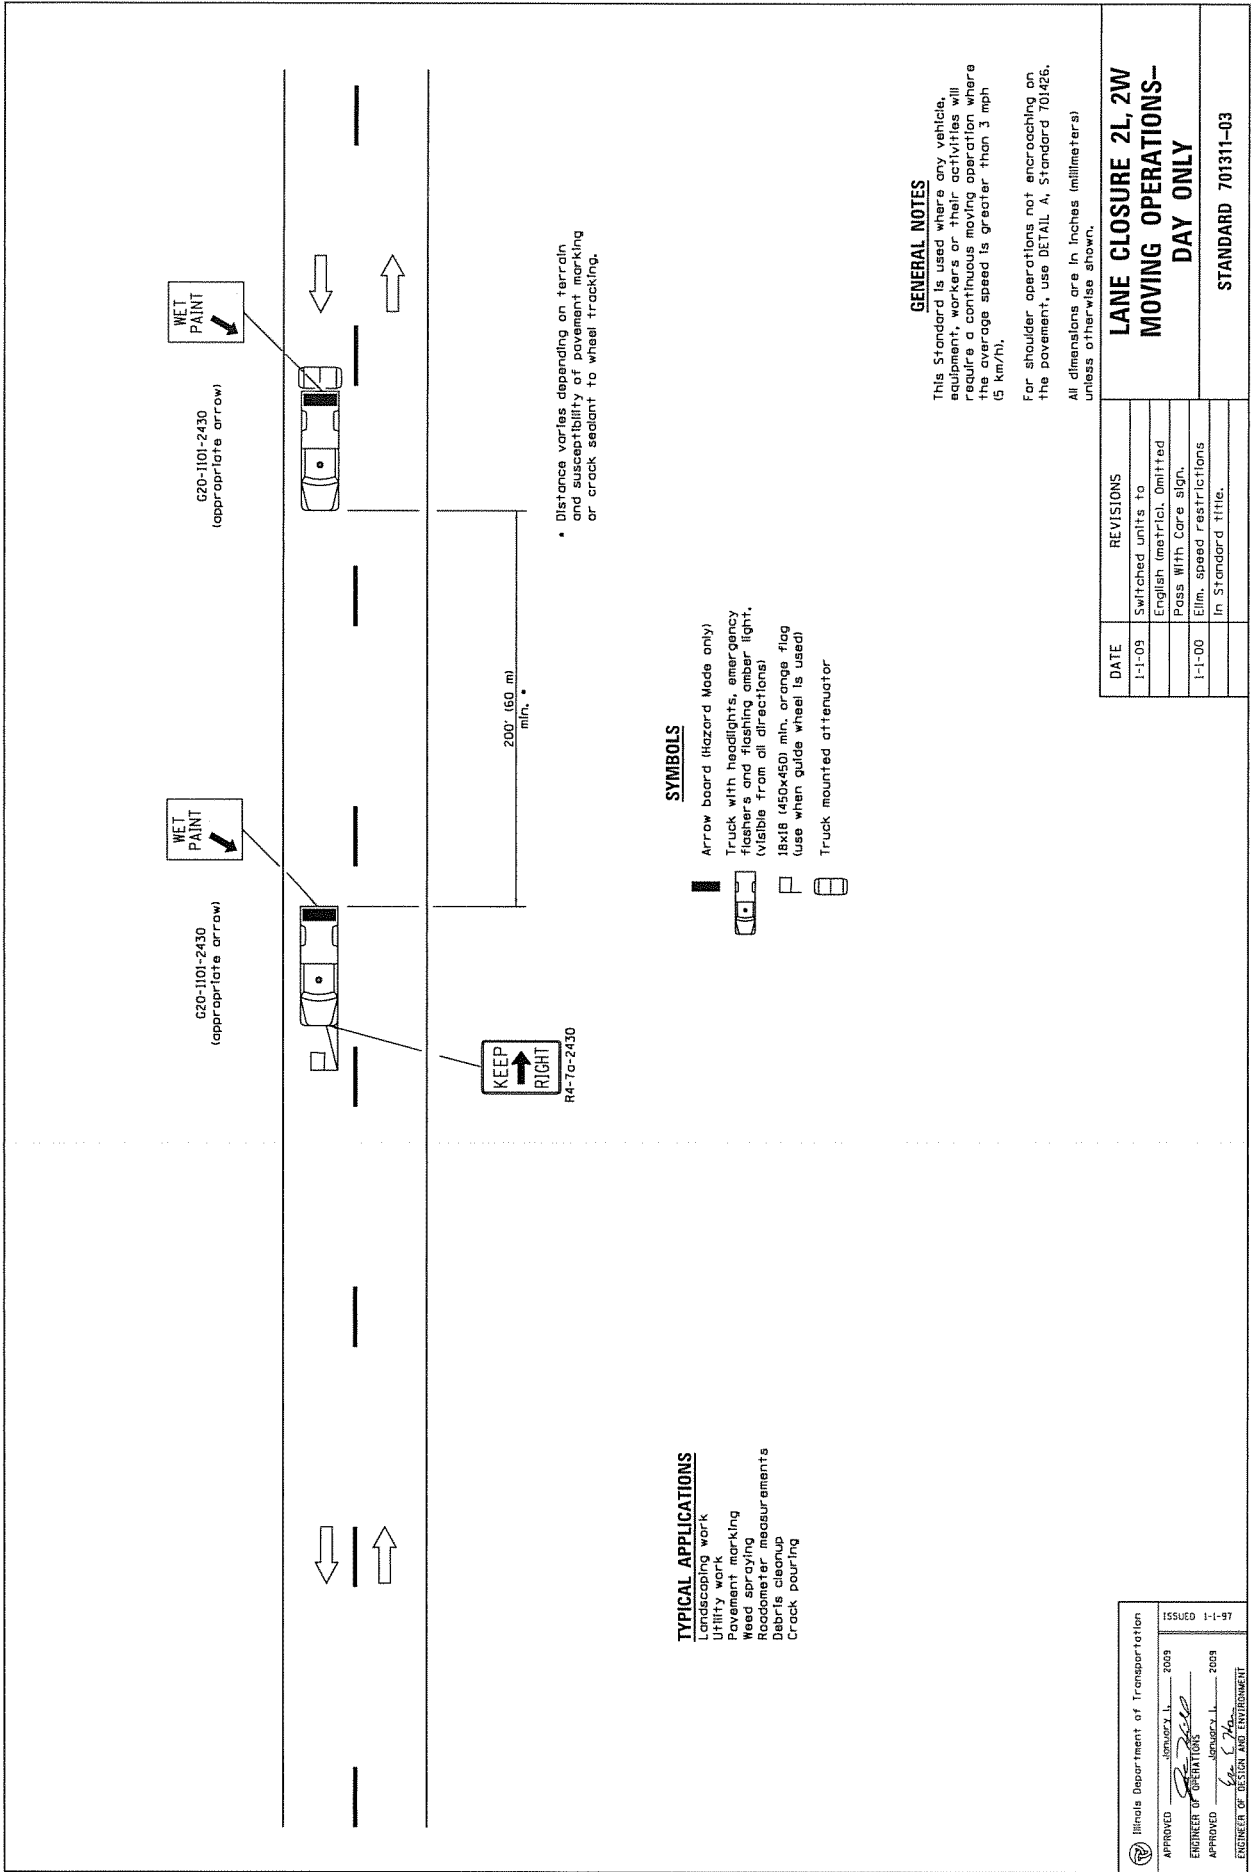 WET
PAINT
G20-I101-2430
(appropriate arrow)
WET
PAINT
G20-I101-2430
(appropriate arrow)
KEEP
RIGHT
R4-7a-2430
200' (60 m)
min. *
* Distance varies depending on terrain
and susceptibility of pavement marking
or crack sealant to wheel tracking.
TYPICAL APPLICATIONS
Landscaping work
Utility work
Pavement marking
Weed spraying
Roadometer measurements
Debris cleanup
Crack pouring
SYMBOLS
Arrow board (Hazard Mode only)
Truck with headlights, emergency
flashers and flashing amber light.
(visible from all directions)
18x18 (450x450) min. orange flag
(use when guide wheel is used)
Truck mounted attenuator
GENERAL NOTES
This Standard is used where any vehicle,
equipment, workers or their activities will
require a continuous moving operation where
the average speed is greater than 3 mph
(5 km/h).
For shoulder operations not encroaching on
the pavement, use DETAIL A, Standard 701426.
All dimensions are in inches (millimeters)
unless otherwise shown.
Illinois Department of Transportation
APPROVED January 1, 2009
ENGINEER OF OPERATIONS
APPROVED January 1, 2009
ENGINEER OF DESIGN AND ENVIRONMENT
ISSUED 1-1-97
DATE REVISIONS
1-1-09 Switched units to
English (metric). Omitted
Pass With Care sign.
1-1-00 Elim. speed restrictions
in Standard title.
LANE CLOSURE 2L, 2W
MOVING OPERATIONS–
DAY ONLY
STANDARD 701311–03